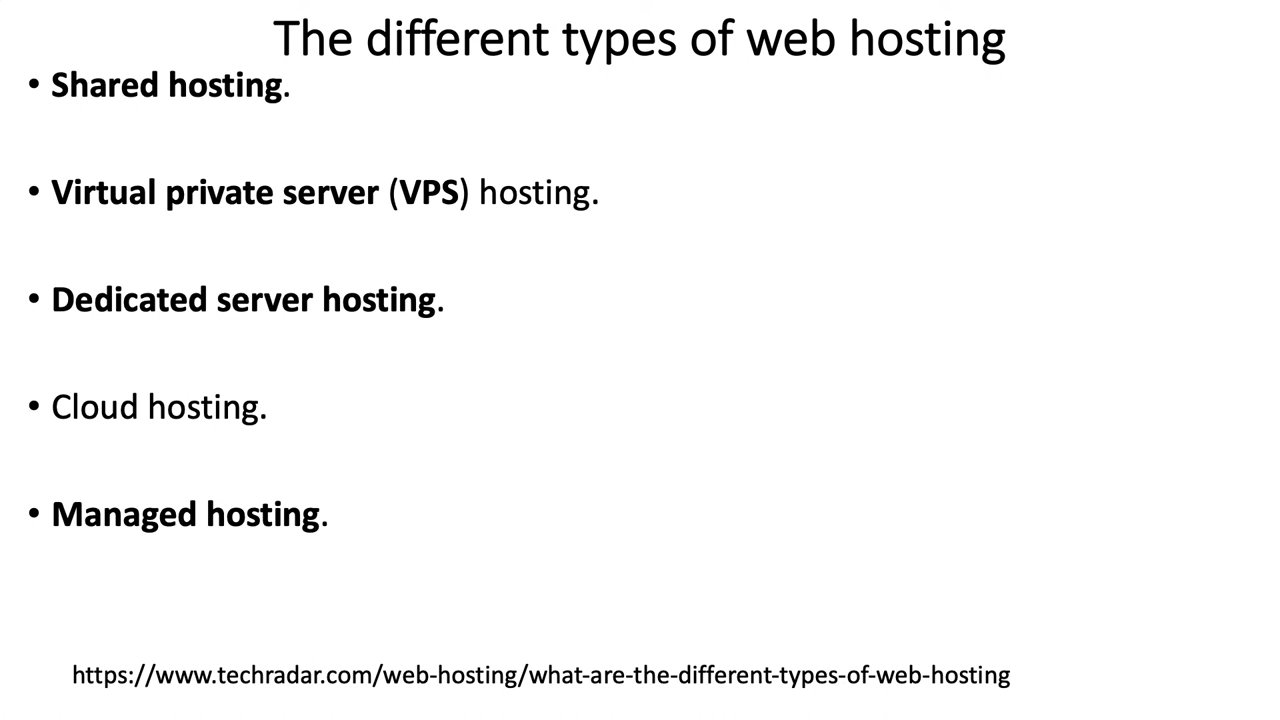 The different types of web hosting
• Shared hosting.
• Virtual private server (VPS) hosting.
• Dedicated server hosting.
• Cloud hosting.
• Managed hosting.
https://www.techradar.com/web-hosting/what-are-the-different-types-of-web-hosting